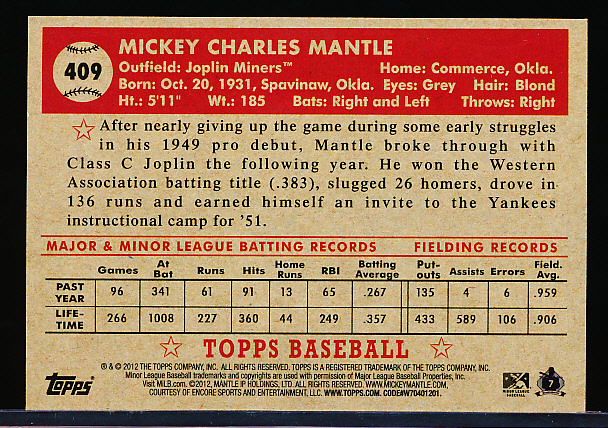 409
MICKEY CHARLES MANTLE
Outfield: Joplin Miners™ Home: Commerce, Okla.
Born: Oct. 20, 1931, Spavinaw, Okla. Eyes: Grey Hair: Blond
Ht.: 5'11" Wt.: 185 Bats: Right and Left Throws: Right
After nearly giving up the game during some early struggles
in his 1949 pro debut, Mantle broke through with
Class C Joplin the following year. He won the Western
Association batting title (.383), slugged 26 homers, drove in
136 runs and earned himself an invite to the Yankees
instructional camp for '51.
MAJOR & MINOR LEAGUE BATTING RECORDS FIELDING RECORDS
Games At Bat Runs Hits Home Runs RBI Batting Average Put-outs Assists Errors Field. Avg.
PAST YEAR 96 341 61 91 13 65 .267 135 4 6 .959
LIFE-TIME 266 1008 227 360 44 249 .357 433 589 106 .906
TOPPS BASEBALL
® & © 2012 THE TOPPS COMPANY, INC. ALL RIGHTS RESERVED. TOPPS IS A REGISTERED TRADEMARK OF THE TOPPS COMPANY, INC.
Minor League Baseball trademarks and copyrights are used with permission of Major League Baseball Properties, Inc.
Visit MiLB.com. ©2012, MANTLE IP HOLDINGS, LTD. ALL RIGHTS RESERVED. WWW.MICKEYMANTLE.COM,
COURTESY OF ENCORE SPORTS AND ENTERTAINMENT, LLC. WWW.TOPPS.COM. CODE#W70401201.
Topps
MINOR LEAGUE
BASEBALL
7